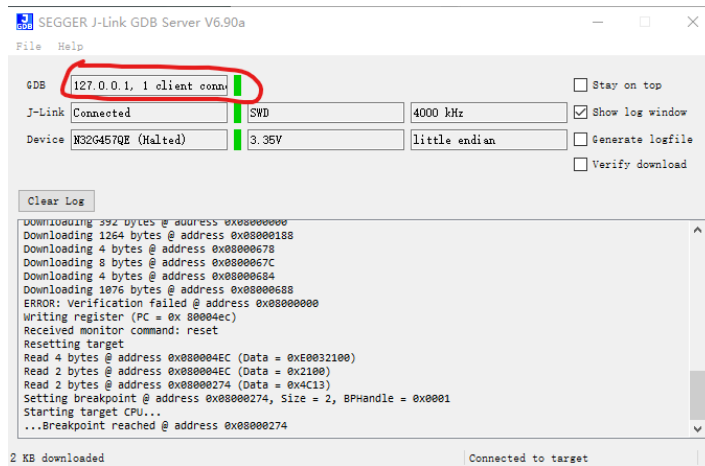 SEGGER J-Link GDB Server V6.90a
File Help
GDB 127.0.0.1, 1 client conn Stay on top
J-Link Connected SWD 4000 kHz Show log window
Device N32G457QE (Halted) 3.35V little endian Generate logfile
Verify download
Clear Log
Downloading 392 bytes @ address 0x08000000
Downloading 1264 bytes @ address 0x08000188
Downloading 4 bytes @ address 0x08000678
Downloading 8 bytes @ address 0x0800067C
Downloading 4 bytes @ address 0x08000684
Downloading 1076 bytes @ address 0x08000688
ERROR: Verification failed @ address 0x08000000
Writing register (PC = 0x 80004ec)
Received monitor command: reset
Resetting target
Read 4 bytes @ address 0x080004EC (Data = 0xE0032100)
Read 2 bytes @ address 0x080004EC (Data = 0x2100)
Read 2 bytes @ address 0x08000274 (Data = 0x4C13)
Setting breakpoint @ address 0x08000274, Size = 2, BPHandle = 0x0001
Starting target CPU...
...Breakpoint reached @ address 0x08000274
2 KB downloaded Connected to target